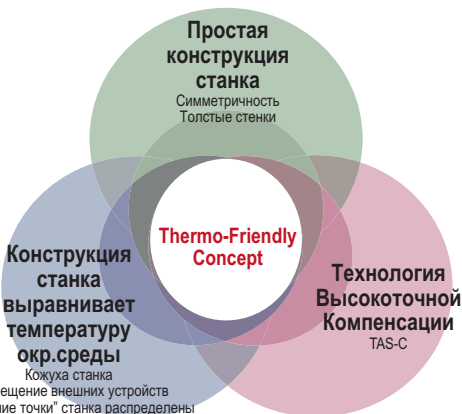 Простая
конструкция
станка
Симметричность
Толстые стенки
Thermo-Friendly
Concept
Конструкция
станка
выравнивает
температуру
окр.среды
Кожуха станка
внешних устройств
точки” станка распределены
Технология
Высокоточной
Компенсации
TAS-C